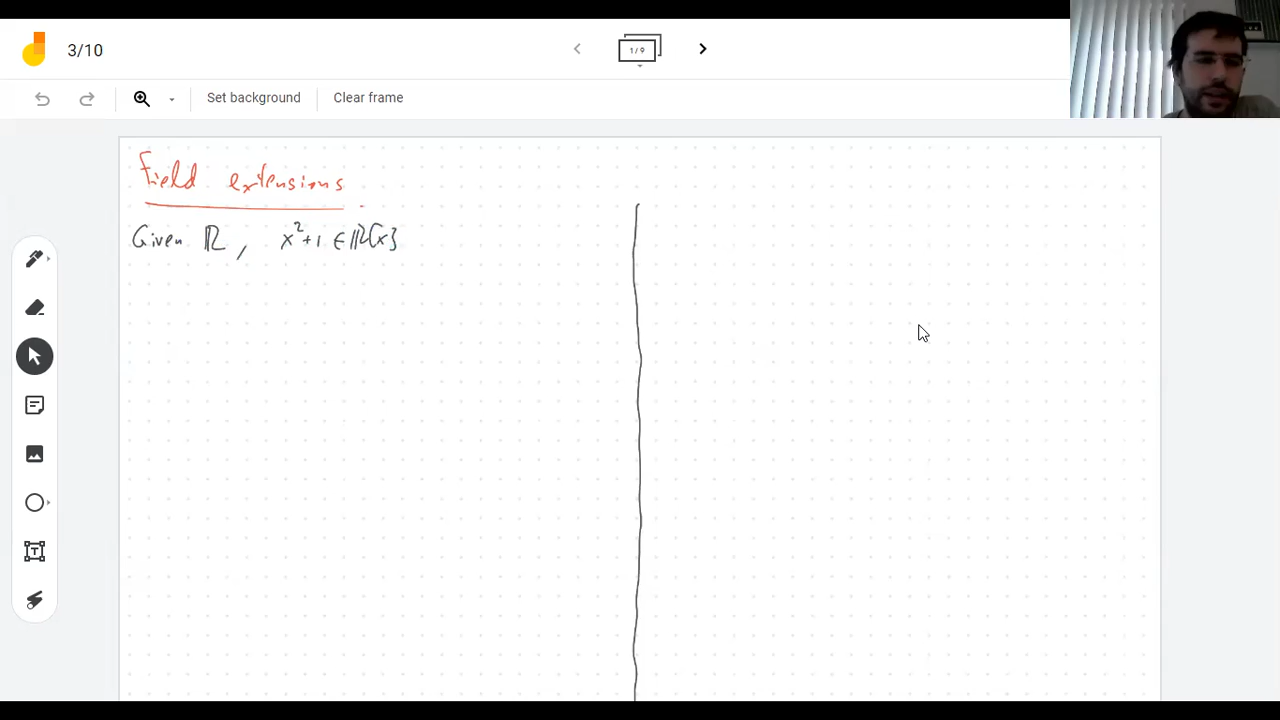 3/10
1/9
Set background
Clear frame
Field extensions
Given ℝ, x²+1 ∈ ℝ[x]